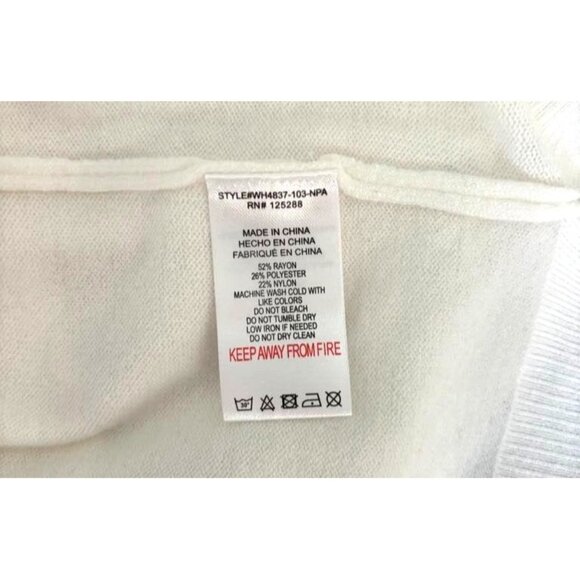 STYLE#WH4837-103-NPA
RN# 125288
MADE IN CHINA
HECHO EN CHINA
FABRIQUÉ EN CHINA
52% RAYON
26% POLYESTER
22% NYLON
MACHINE WASH COLD WITH
LIKE COLORS
DO NOT BLEACH
DO NOT TUMBLE DRY
LOW IRON IF NEEDED
DO NOT DRY CLEAN
KEEP AWAY FROM FIRE
30°